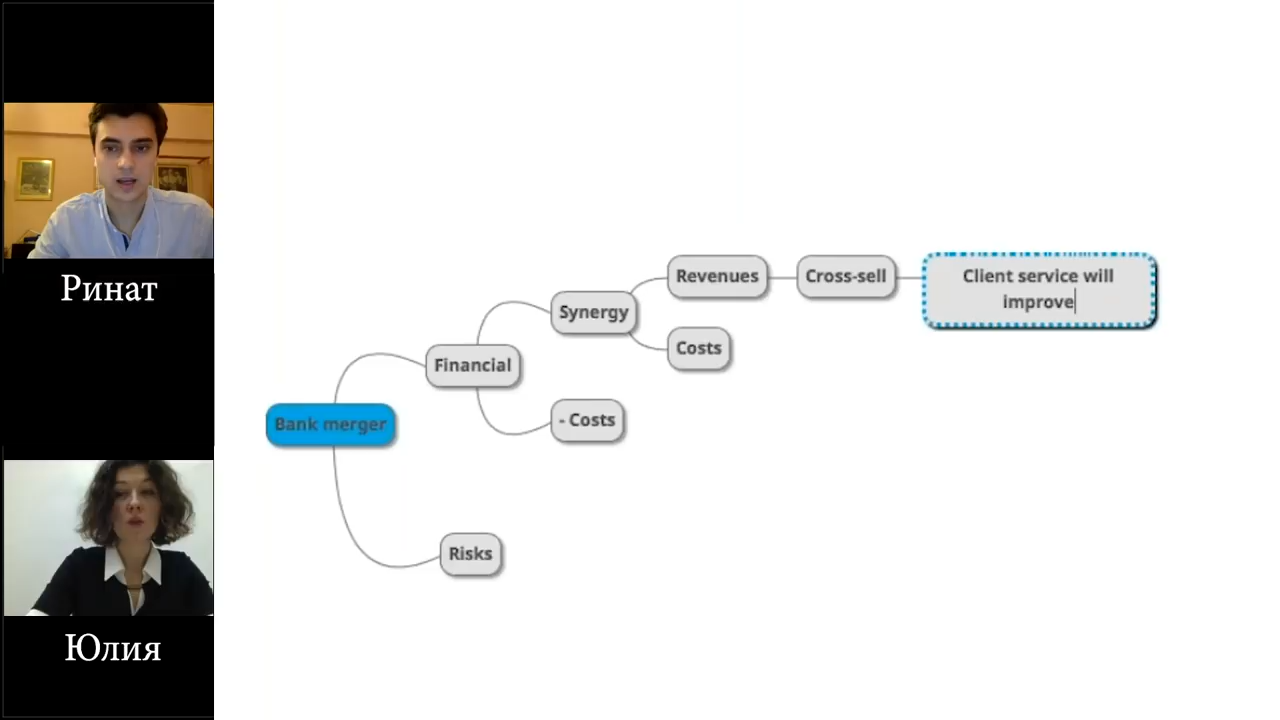 Ринат
Юлия
Revenues
Cross-sell
Client service will
improve
Synergy
Costs
Financial
- Costs
Bank merger
Risks